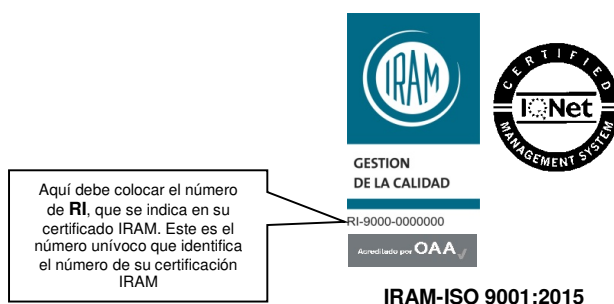 IRAM
CERTIFIED
IQNet
MANAGEMENT SYSTEM
GESTION
DE LA CALIDAD
Aquí debe colocar el número
de RI, que se indica en su
certificado IRAM. Este es el
número unívoco que identifica
el número de su certificación
IRAM
RI-9000-0000000
Acreditado por OAA
IRAM-ISO 9001:2015